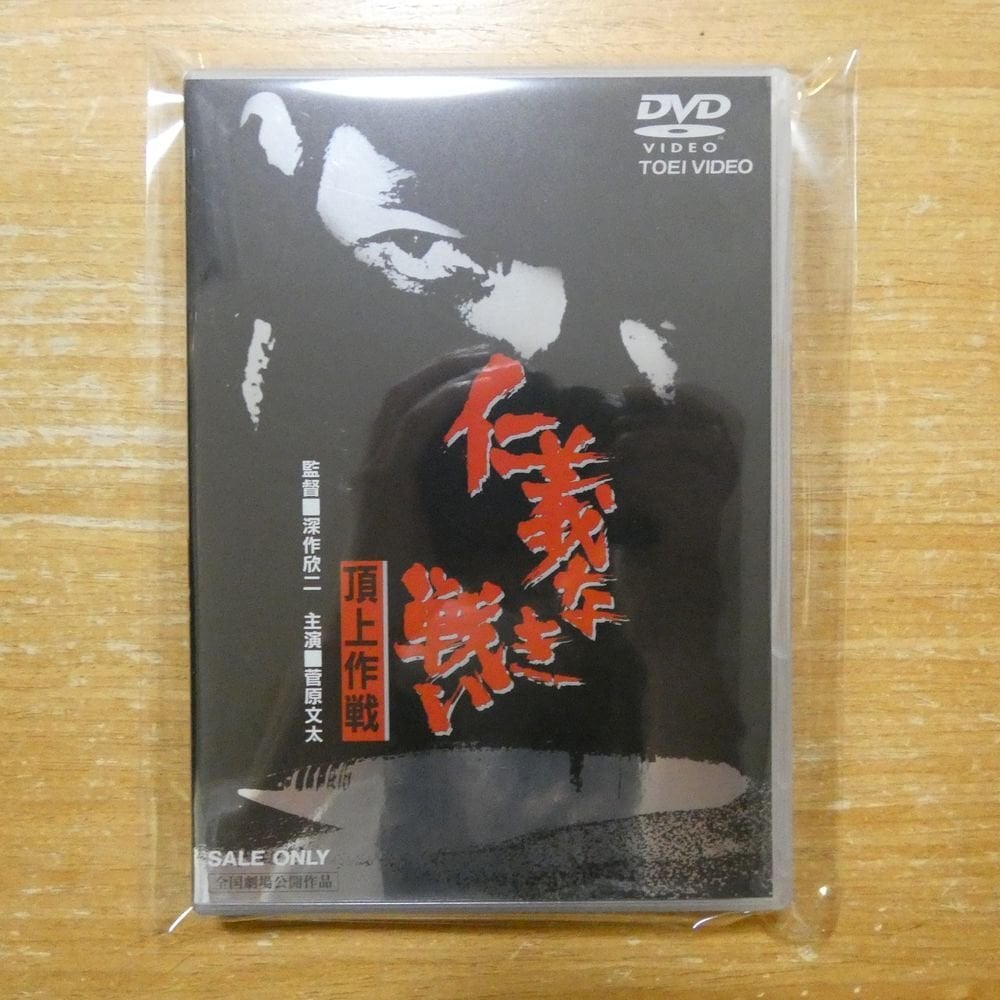 DVD
VIDEO
TOEI VIDEO
仁義なき
戦い
頂上作戦
監督■深作欣二 主演■菅原文太
SALE ONLY
全国劇場公開作品